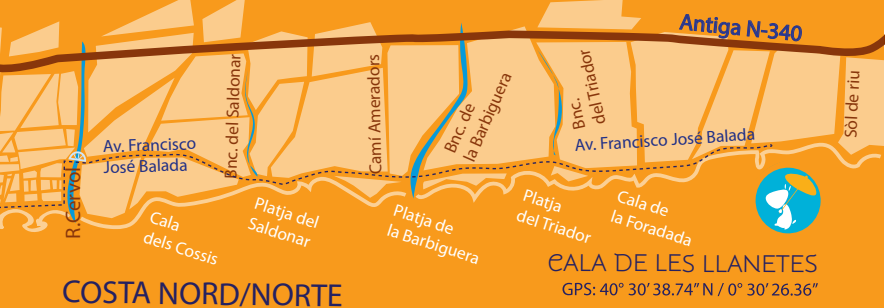 Antiga N-340
Bnc. del Saldonar
Camí Ameradors
Bnc. de
la Barbiguera
Bnc.
del Triador
Sol de riu
Av. Francisco
José Balada
Av. Francisco José Balada
R.Cervol
Cala
dels Cossis
Platja del
Saldonar
Platja de
la Barbiguera
Platja
del Triador
Cala de
la Foradada
CALA DE LES LLANETES
GPS: 40° 30’ 38.74” N / 0° 30’ 26.36”
COSTA NORD/NORTE